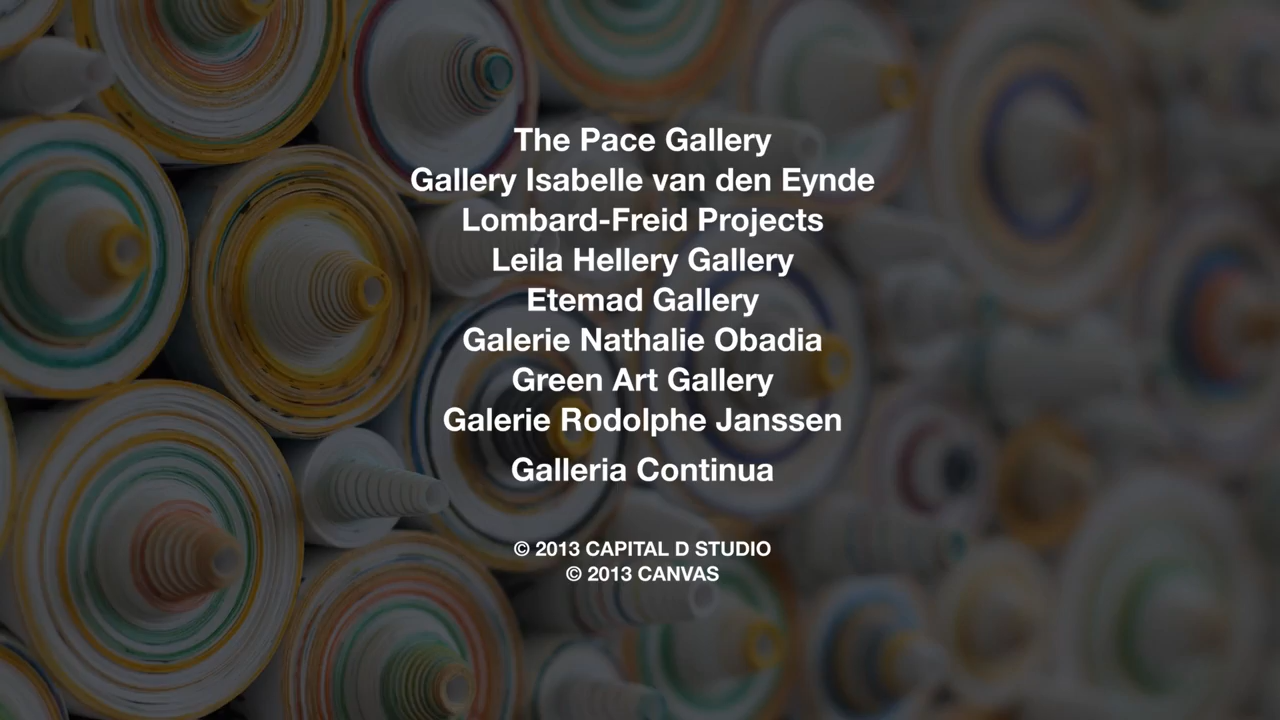 The Pace Gallery
Gallery Isabelle van den Eynde
Lombard-Freid Projects
Leila Hellery Gallery
Etemad Gallery
Galerie Nathalie Obadia
Green Art Gallery
Galerie Rodolphe Janssen
Galleria Continua
© 2013 CAPITAL D STUDIO
© 2013 CANVAS